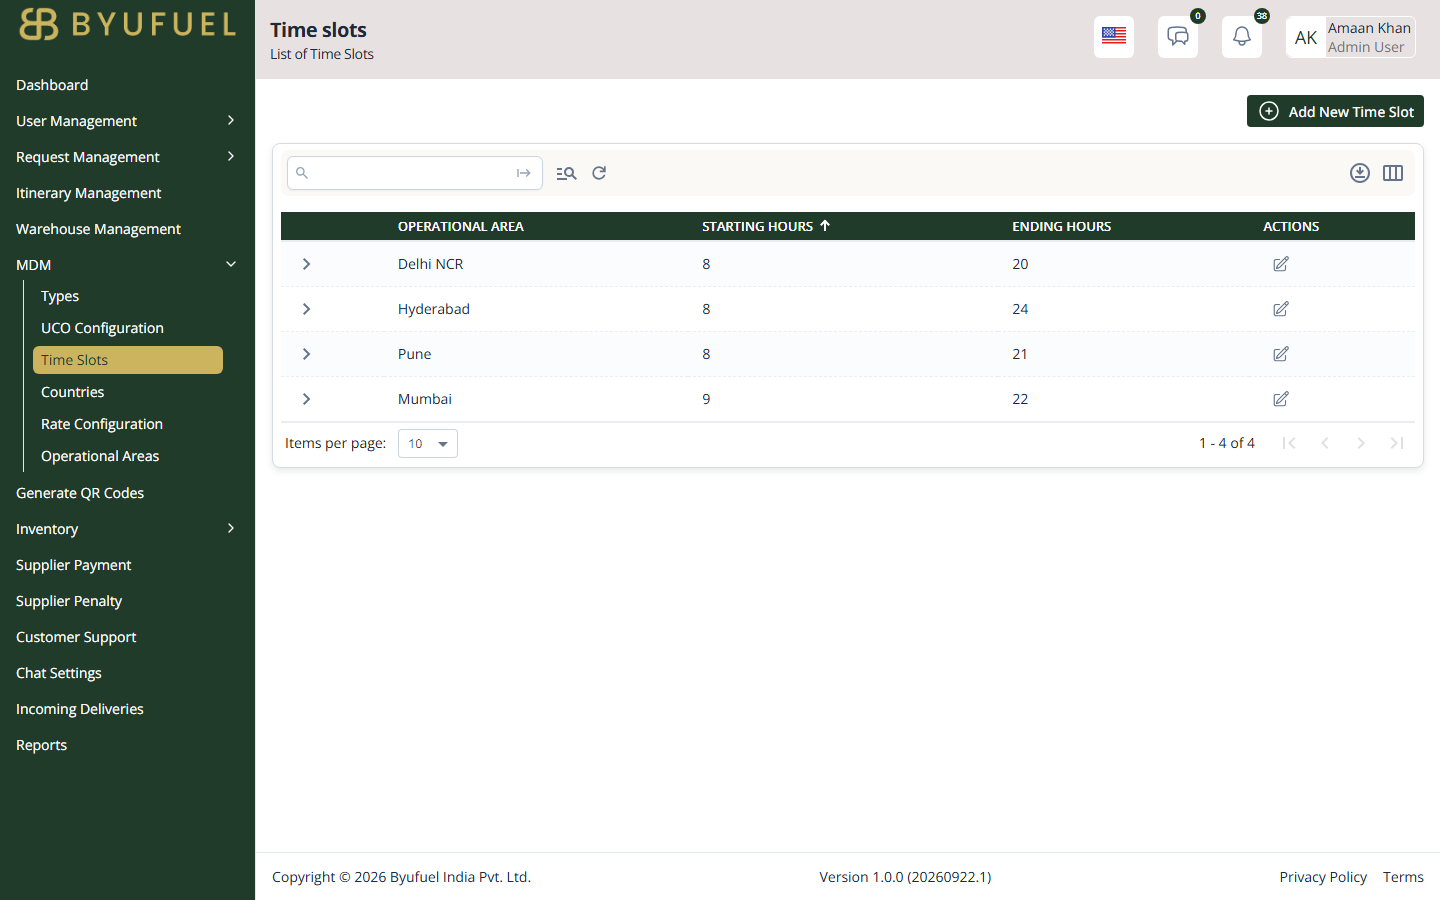 BYUFUEL
Dashboard
User Management
Request Management
Itinerary Management
Warehouse Management
MDM
Types
UCO Configuration
Time Slots
Countries
Rate Configuration
Operational Areas
Generate QR Codes
Inventory
Supplier Payment
Supplier Penalty
Customer Support
Chat Settings
Incoming Deliveries
Reports
Time slots
List of Time Slots
0
38
AK
Amaan Khan
Admin User
Add New Time Slot
OPERATIONAL AREA STARTING HOURS ENDING HOURS ACTIONS
Delhi NCR 8 20
Hyderabad 8 24
Pune 8 21
Mumbai 9 22
Items per page: 10 1 - 4 of 4
Copyright © 2026 Byufuel India Pvt. Ltd. Version 1.0.0 (20260922.1) Privacy Policy Terms